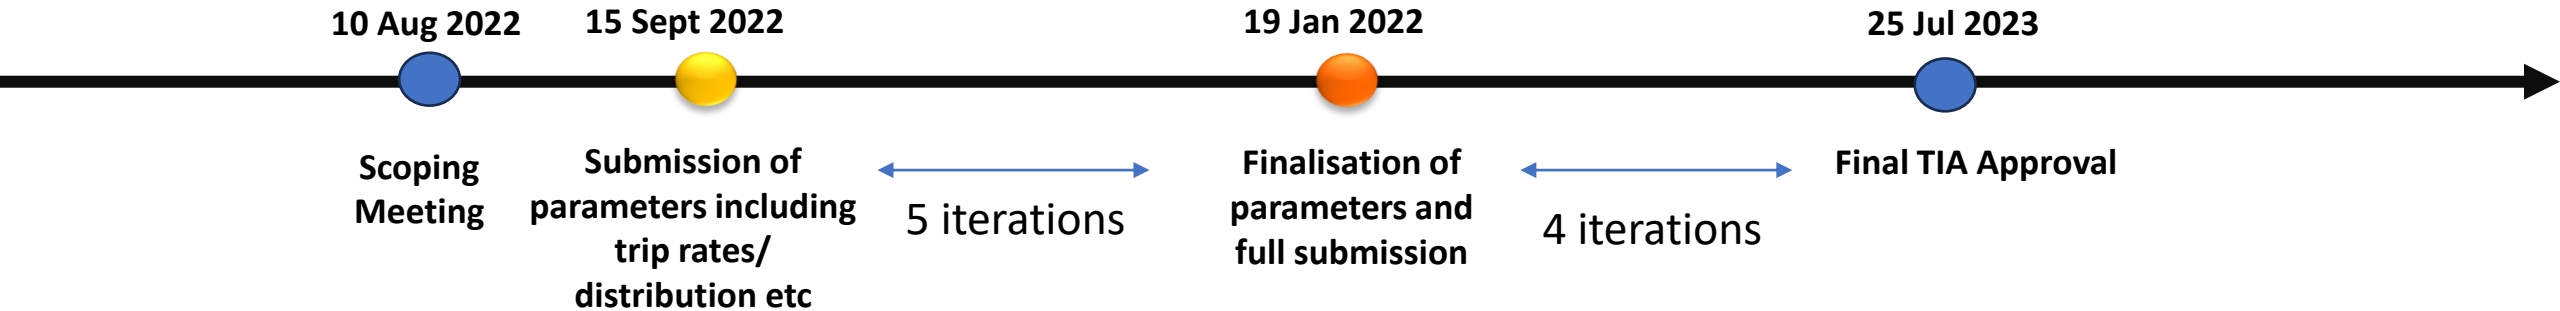 10 Aug 2022
15 Sept 2022
19 Jan 2022
25 Jul 2023
Scoping
Meeting
Submission of
parameters including
trip rates/
distribution etc
5 iterations
Finalisation of
parameters and
full submission
4 iterations
Final TIA Approval